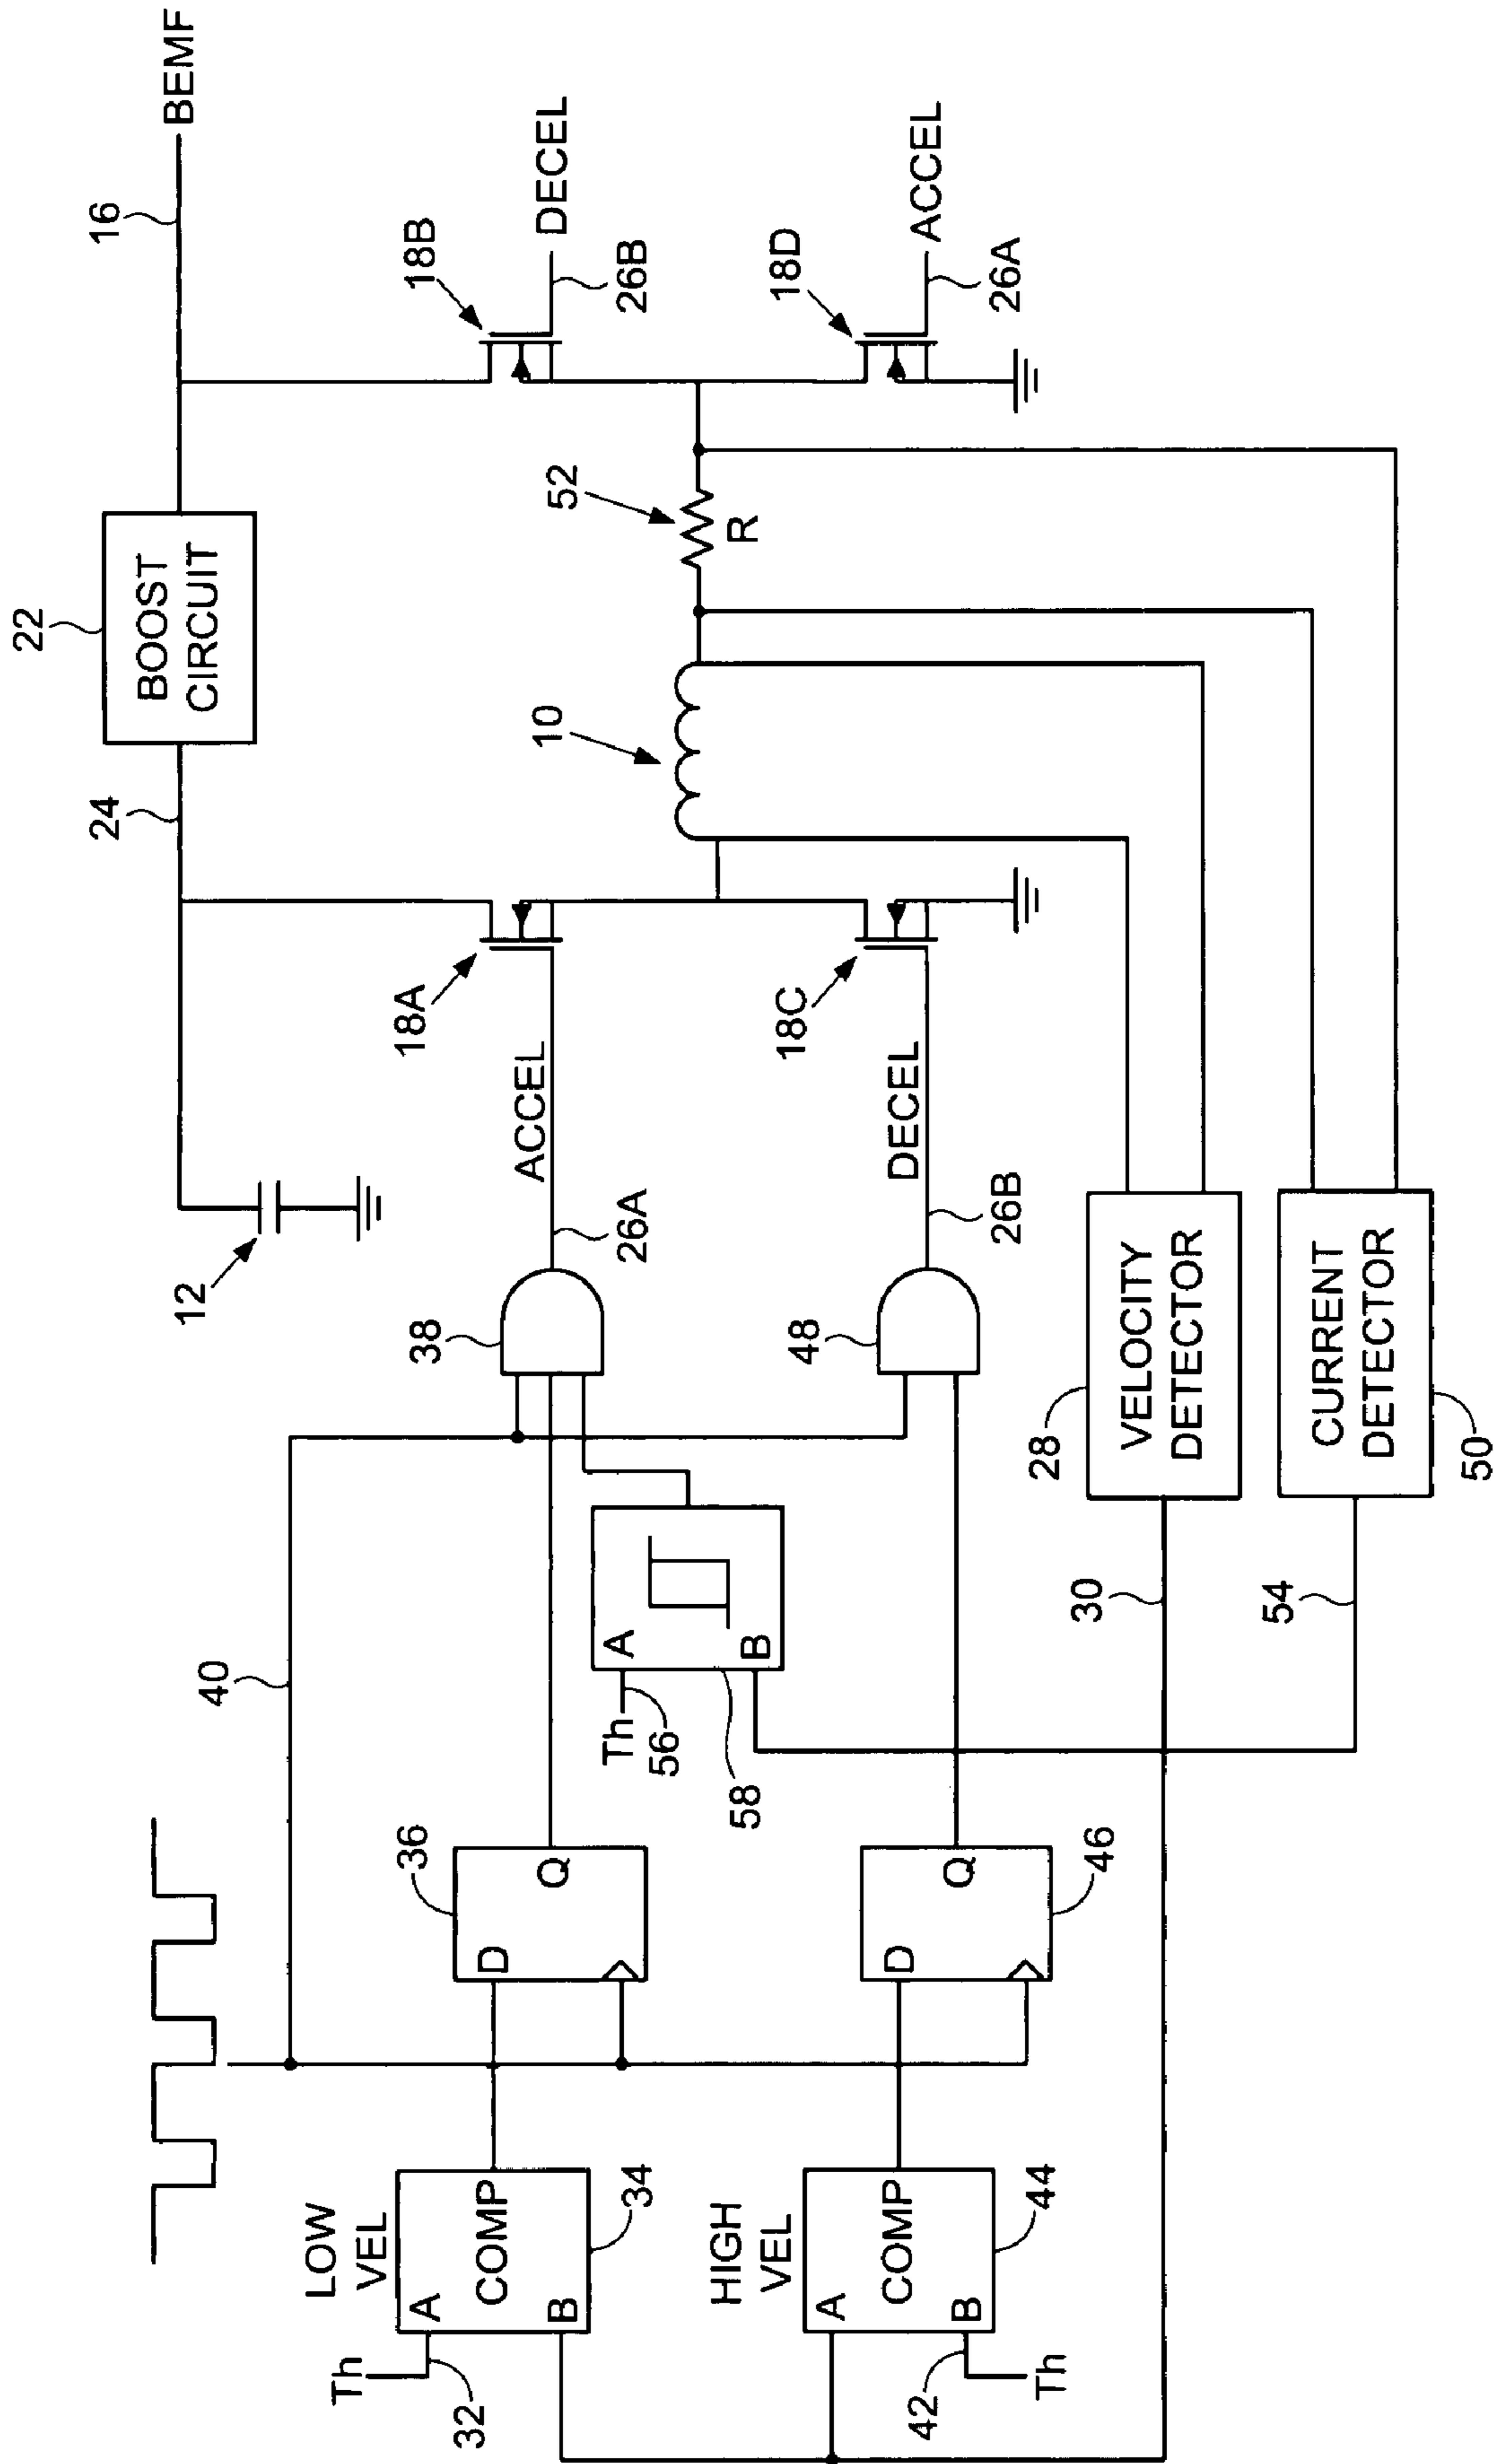 BEMF
16
22
BOOST
CIRCUIT
24
12
18B
DECEL
26B
18D
ACCEL
26A
52
R
10
18A
ACCEL
26A
18C
DECEL
26B
38
48
40
28
VELOCITY
DETECTOR
30
CURRENT
DETECTOR
50
54
A
B
Th
56
58
36
D
Q
46
D
Q
LOW
VEL
A
COMP
B
34
Th
32
HIGH
VEL
A
COMP
B
44
42
Th